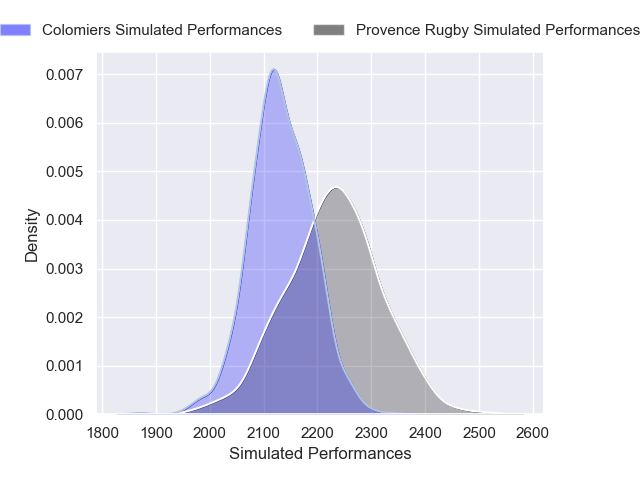 Colomiers Simulated Performances Provence Rugby Simulated Performances
0.007
0.006
0.005
0.004
0.003
0.002
0.001
0.000
Density
1800 1900 2000 2100 2200 2300 2400 2500 2600
Simulated Performances